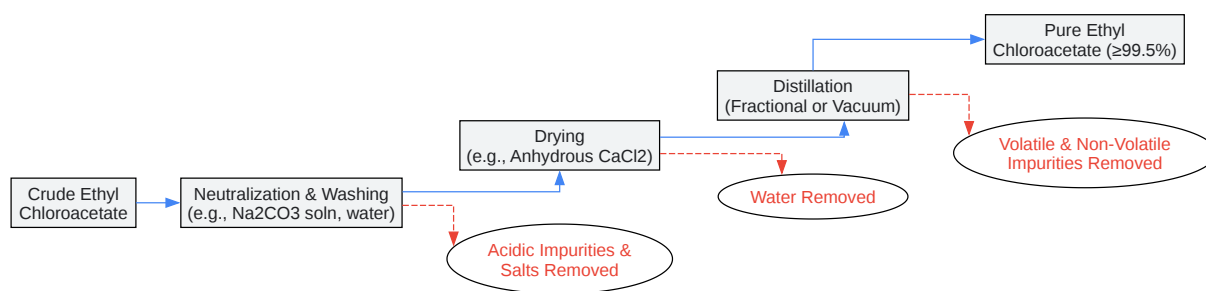 Crude Ethyl
Chloroacetate
Neutralization & Washing
(e.g., Na2CO3 soln, water)
Acidic Impurities &
Salts Removed
Drying
(e.g., Anhydrous CaCl2)
Water Removed
Distillation
(Fractional or Vacuum)
Volatile & Non-Volatile
Impurities Removed
Pure Ethyl
Chloroacetate (≥99.5%)